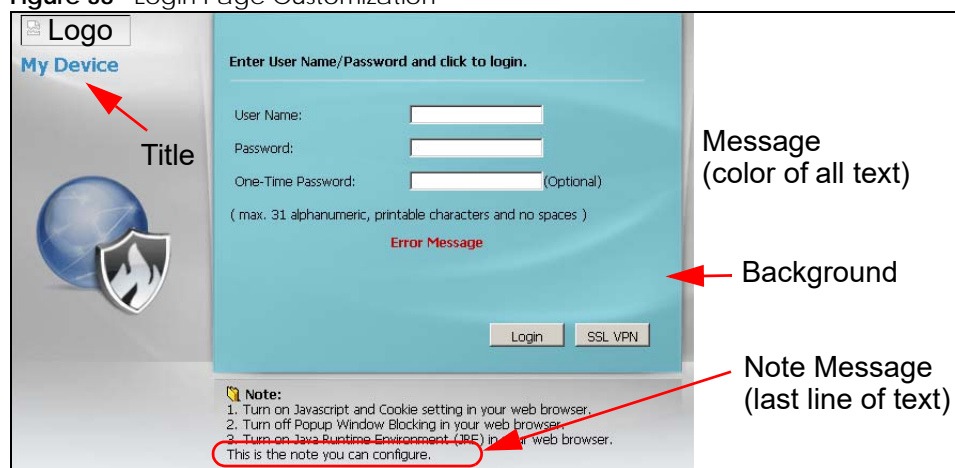 Login Page Customization
Logo
My Device
Title
Enter User Name/Password and click to login.
User Name:
Password:
One-Time Password: (Optional)
( max. 31 alphanumeric, printable characters and no spaces )
Error Message
Login SSL VPN
Message
(color of all text)
Background
Note Message
(last line of text)
Note:
1. Turn on Javascript and Cookie setting in your web browser.
2. Turn off Popup Window Blocking in your web browser.
3. Turn on Java Runtime Environment (JRE) in your web browser.
This is the note you can configure.